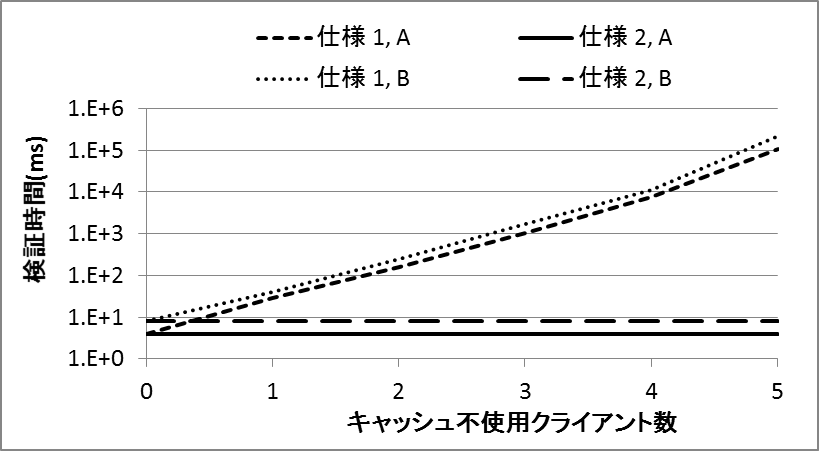 仕様 1, A
仕様 2, A
仕様 1, B
仕様 2, B
1.E+6
1.E+5
1.E+4
1.E+3
1.E+2
1.E+1
1.E+0
検証時間(ms)
0 1 2 3 4 5
キャッシュ不使用クライアント数